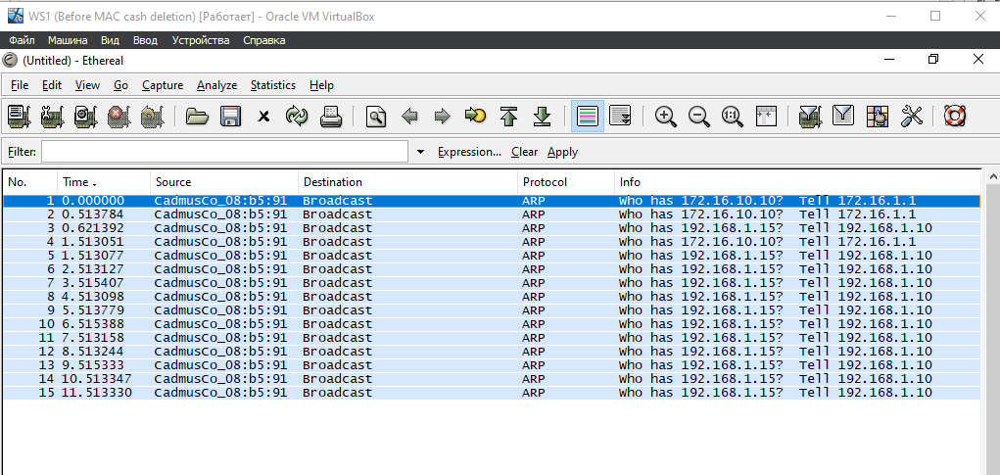 WS1 (Before MAC cash deletion) [Работает] - Oracle VM VirtualBox
Файл Машина Вид Ввод Устройства Справка
(Untitled) - Ethereal
File Edit View Go Capture Analyze Statistics Help
Filter: Expression... Clear Apply
No. Time Source Destination Protocol Info
1 0.000000 CadmusCo_08:b5:91 Broadcast ARP Who has 172.16.10.10? Tell 172.16.1.1
2 0.513784 CadmusCo_08:b5:91 Broadcast ARP Who has 172.16.10.10? Tell 172.16.1.1
3 0.621392 CadmusCo_08:b5:91 Broadcast ARP Who has 192.168.1.15? Tell 192.168.1.10
4 1.513051 CadmusCo_08:b5:91 Broadcast ARP Who has 172.16.10.10? Tell 172.16.1.1
5 1.513077 CadmusCo_08:b5:91 Broadcast ARP Who has 192.168.1.15? Tell 192.168.1.10
6 2.513127 CadmusCo_08:b5:91 Broadcast ARP Who has 192.168.1.15? Tell 192.168.1.10
7 3.515407 CadmusCo_08:b5:91 Broadcast ARP Who has 192.168.1.15? Tell 192.168.1.10
8 4.513098 CadmusCo_08:b5:91 Broadcast ARP Who has 192.168.1.15? Tell 192.168.1.10
9 5.513779 CadmusCo_08:b5:91 Broadcast ARP Who has 192.168.1.15? Tell 192.168.1.10
10 6.515388 CadmusCo_08:b5:91 Broadcast ARP Who has 192.168.1.15? Tell 192.168.1.10
11 7.513158 CadmusCo_08:b5:91 Broadcast ARP Who has 192.168.1.15? Tell 192.168.1.10
12 8.513244 CadmusCo_08:b5:91 Broadcast ARP Who has 192.168.1.15? Tell 192.168.1.10
13 9.515333 CadmusCo_08:b5:91 Broadcast ARP Who has 192.168.1.15? Tell 192.168.1.10
14 10.513347 CadmusCo_08:b5:91 Broadcast ARP Who has 192.168.1.15? Tell 192.168.1.10
15 11.513330 CadmusCo_08:b5:91 Broadcast ARP Who has 192.168.1.15? Tell 192.168.1.10